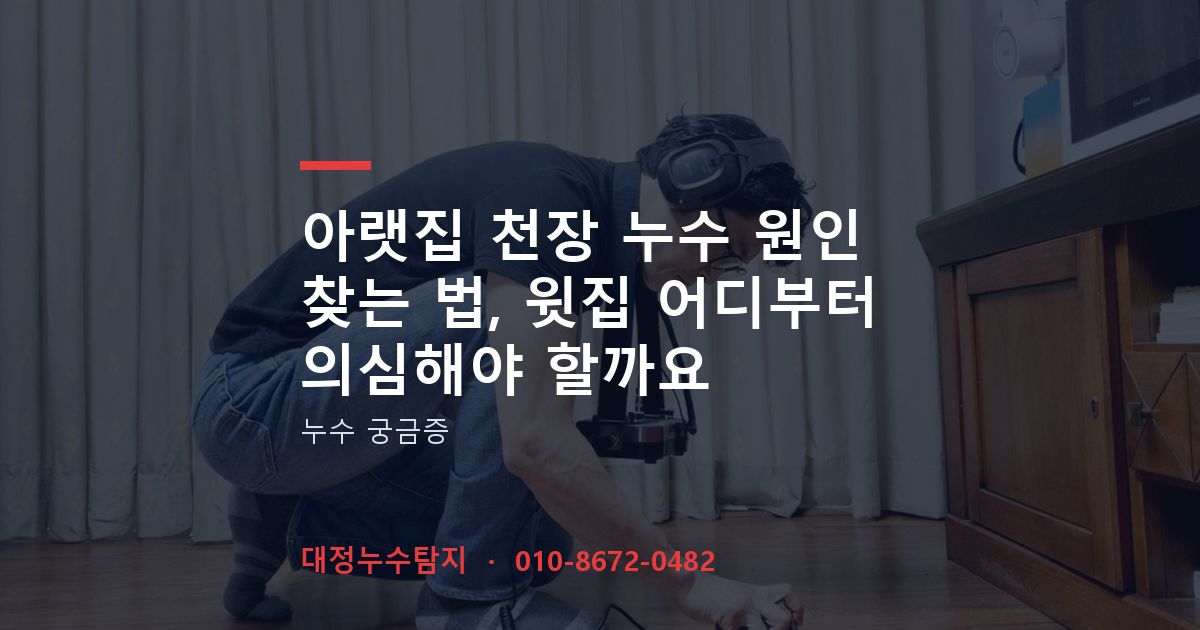 아랫집 천장 누수 원인
찾는 법, 윗집 어디부터
의심해야 할까요
누수 궁금증
대정누수탐지 · 010-8672-0482